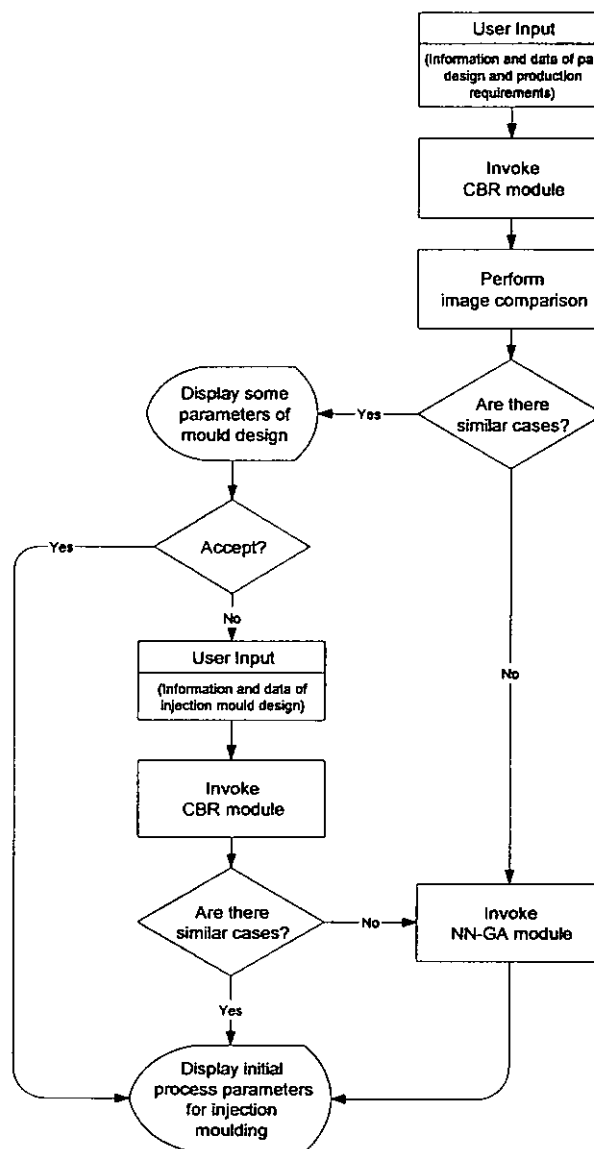 User Input
(Information and data of
design and production
requirements)
Invoke
CBR module
Perform
image comparison
Are there
similar cases?
Yes
No
Display some
parameters of
mould design
Accept?
Yes
No
User Input
(Information and data of
injection mould design)
Invoke
CBR module
Are there
similar cases?
No
Yes
Invoke
NN-GA module
Display initial
process parameters
for injection
moulding